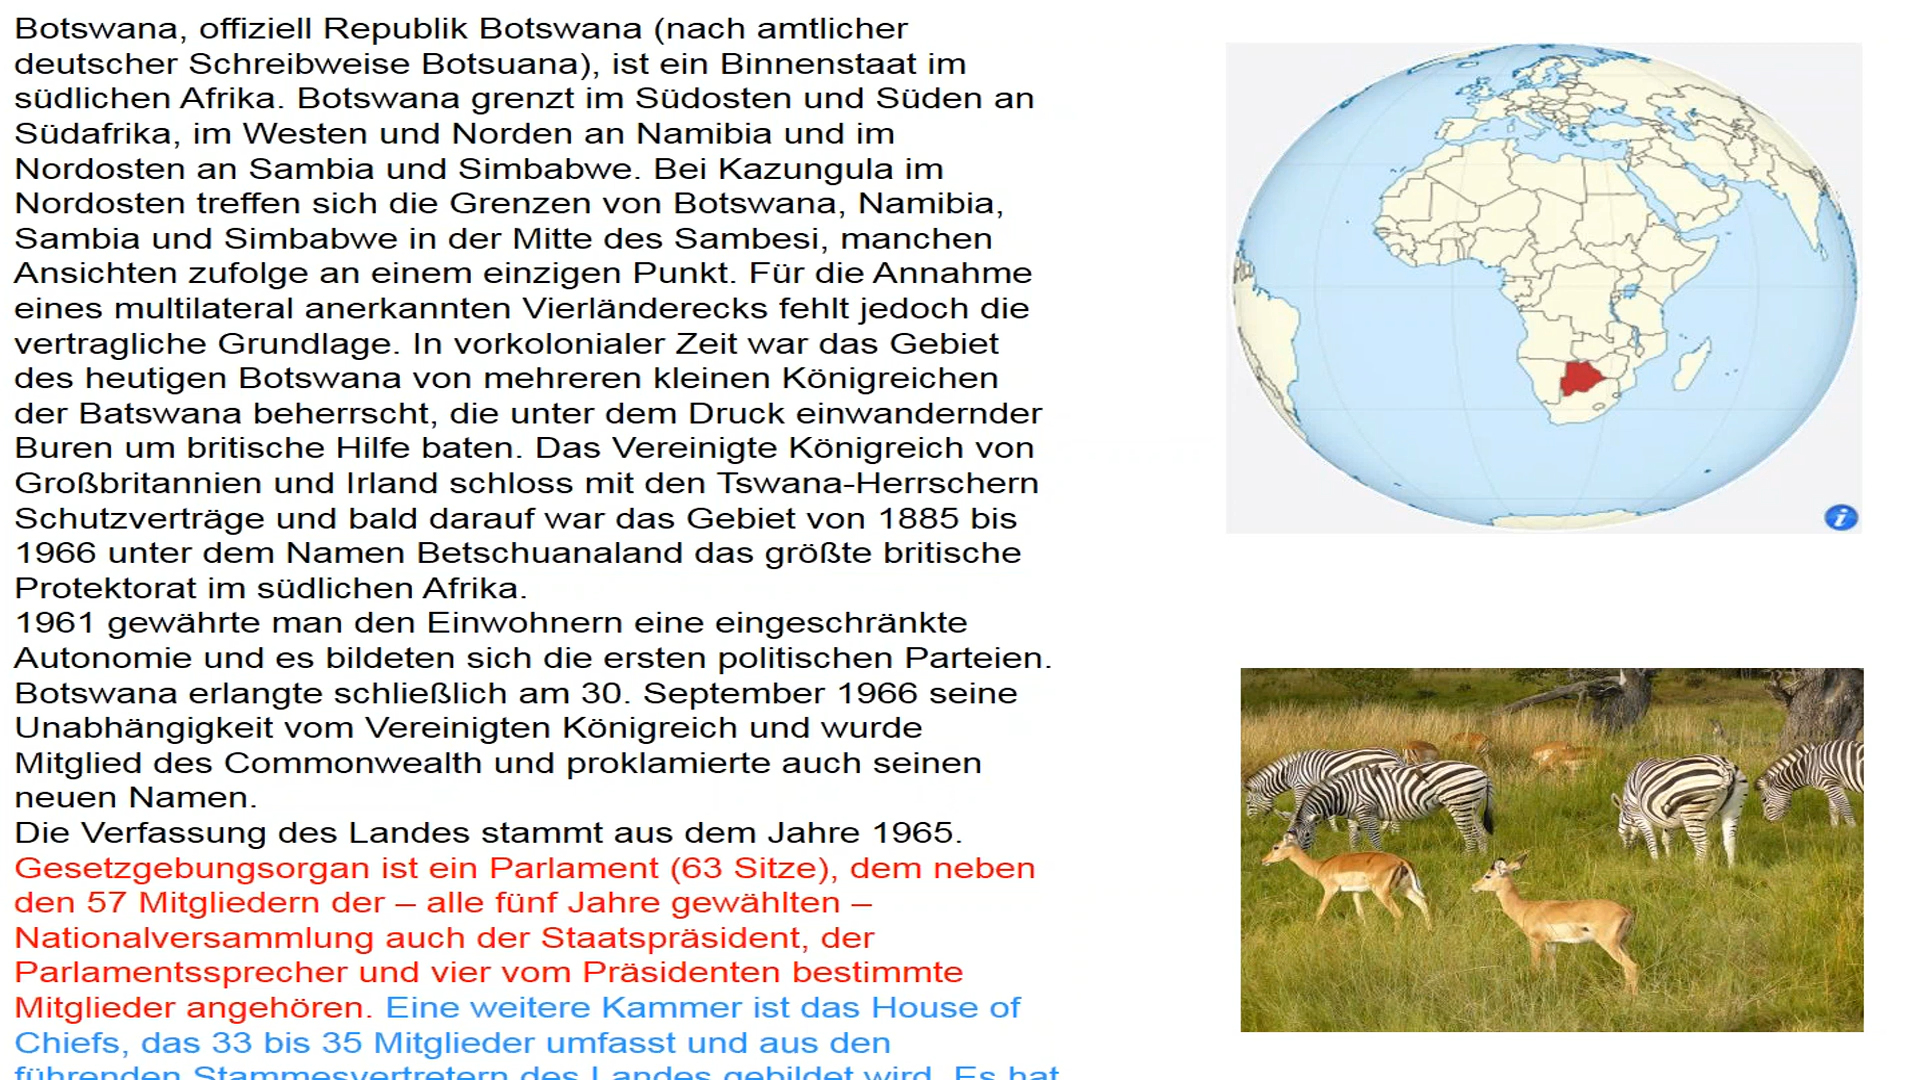 Botswana, offiziell Republik Botswana (nach amtlicher
deutscher Schreibweise Botsuana), ist ein Binnenstaat im
südlichen Afrika. Botswana grenzt im Südosten und Süden an
Südafrika, im Westen und Norden an Namibia und im
Nordosten an Sambia und Simbabwe. Bei Kazungula im
Nordosten treffen sich die Grenzen von Botswana, Namibia,
Sambia und Simbabwe in der Mitte des Sambesi, manchen
Ansichten zufolge an einem einzigen Punkt. Für die Annahme
eines multilateral anerkannten Vierländerecks fehlt jedoch die
vertragliche Grundlage. In vorkolonialer Zeit war das Gebiet
des heutigen Botswana von mehreren kleinen Königreichen
der Batswana beherrscht, die unter dem Druck einwandernder
Buren um britische Hilfe baten. Das Vereinigte Königreich von
Großbritannien und Irland schloss mit den Tswana-Herrschern
Schutzverträge und bald darauf war das Gebiet von 1885 bis
1966 unter dem Namen Betschuanaland das größte britische
Protektorat im südlichen Afrika.
1961 gewährte man den Einwohnern eine eingeschränkte
Autonomie und es bildeten sich die ersten politischen Parteien.
Botswana erlangte schließlich am 30. September 1966 seine
Unabhängigkeit vom Vereinigten Königreich und wurde
Mitglied des Commonwealth und proklamierte auch seinen
neuen Namen.
Die Verfassung des Landes stammt aus dem Jahre 1965.
Gesetzgebungsorgan ist ein Parlament (63 Sitze), dem neben
den 57 Mitgliedern der – alle fünf Jahre gewählten –
Nationalversammlung auch der Staatspräsident, der
Parlamentssprecher und vier vom Präsidenten bestimmte
Mitglieder angehören. Eine weitere Kammer ist das House of
Chiefs, das 33 bis 35 Mitglieder umfasst und aus den
führenden Stammesvertretern des Landes gebildet wird. Es hat
i